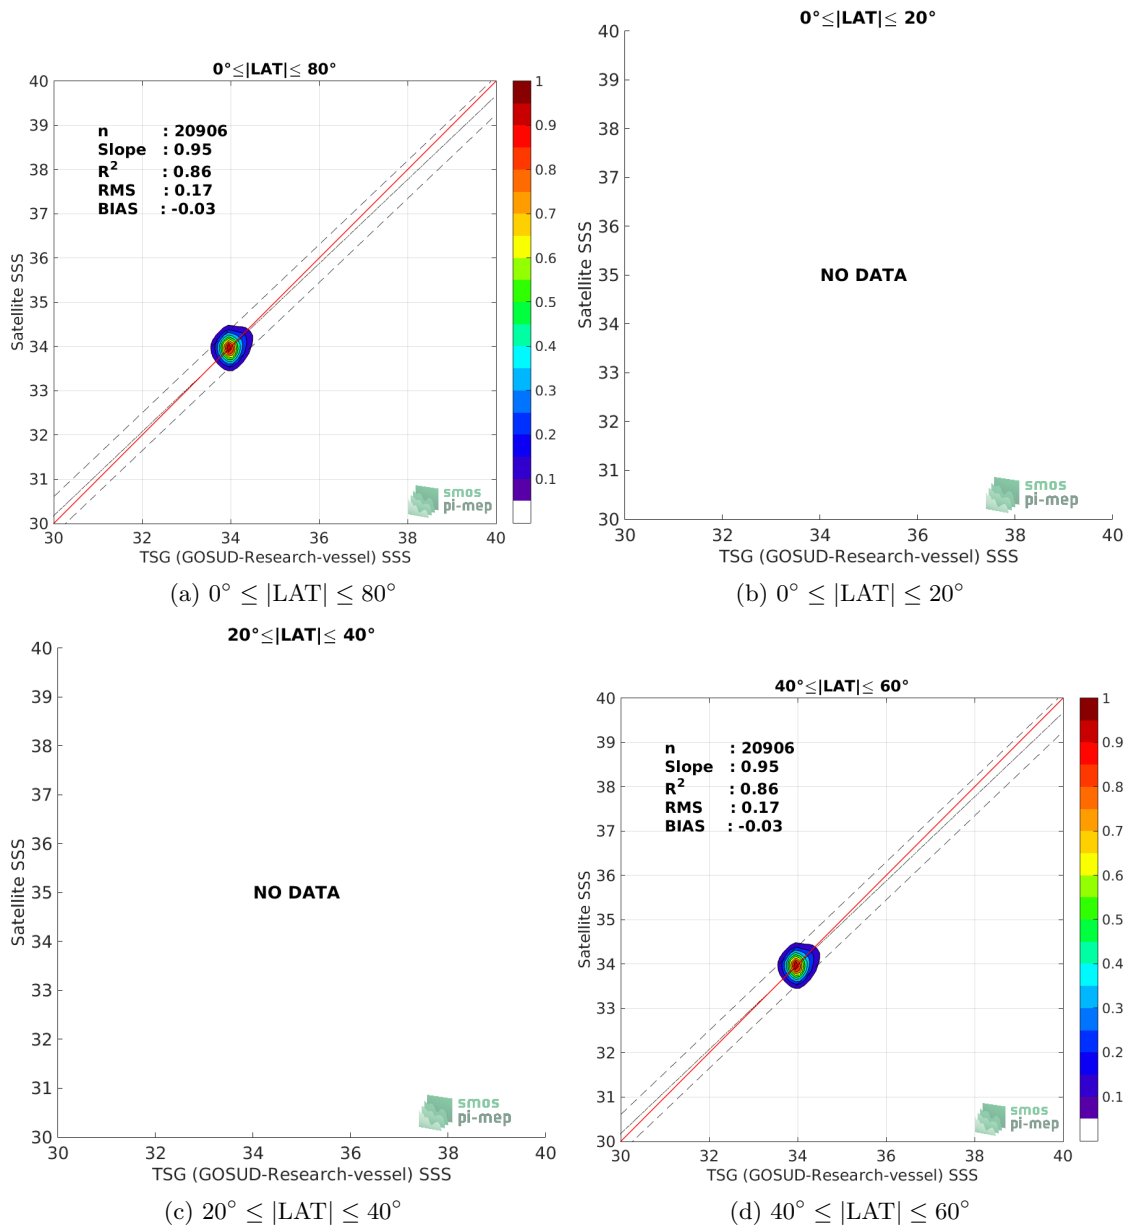 0°≤|LAT|≤ 80°
40
39
38
37
36
35
34
33
32
31
30
Satellite SSS
n : 20906
Slope : 0.95
R² : 0.86
RMS : 0.17
BIAS : -0.03
smos
pi-mep
30 32 34 36 38 40
TSG (GOSUD-Research-vessel) SSS
1
0.9
0.8
0.7
0.6
0.5
0.4
0.3
0.2
0.1
(a) 0° ≤ |LAT| ≤ 80°
0°≤|LAT|≤ 20°
40
39
38
37
36
35
34
33
32
31
30
Satellite SSS
NO DATA
smos
pi-mep
30 32 34 36 38 40
TSG (GOSUD-Research-vessel) SSS
(b) 0° ≤ |LAT| ≤ 20°
20°≤|LAT|≤ 40°
40
39
38
37
36
35
34
33
32
31
30
Satellite SSS
NO DATA
smos
pi-mep
30 32 34 36 38 40
TSG (GOSUD-Research-vessel) SSS
(c) 20° ≤ |LAT| ≤ 40°
40°≤|LAT|≤ 60°
40
39
38
37
36
35
34
33
32
31
30
Satellite SSS
n : 20906
Slope : 0.95
R² : 0.86
RMS : 0.17
BIAS : -0.03
smos
pi-mep
30 32 34 36 38 40
TSG (GOSUD-Research-vessel) SSS
1
0.9
0.8
0.7
0.6
0.5
0.4
0.3
0.2
0.1
(d) 40° ≤ |LAT| ≤ 60°